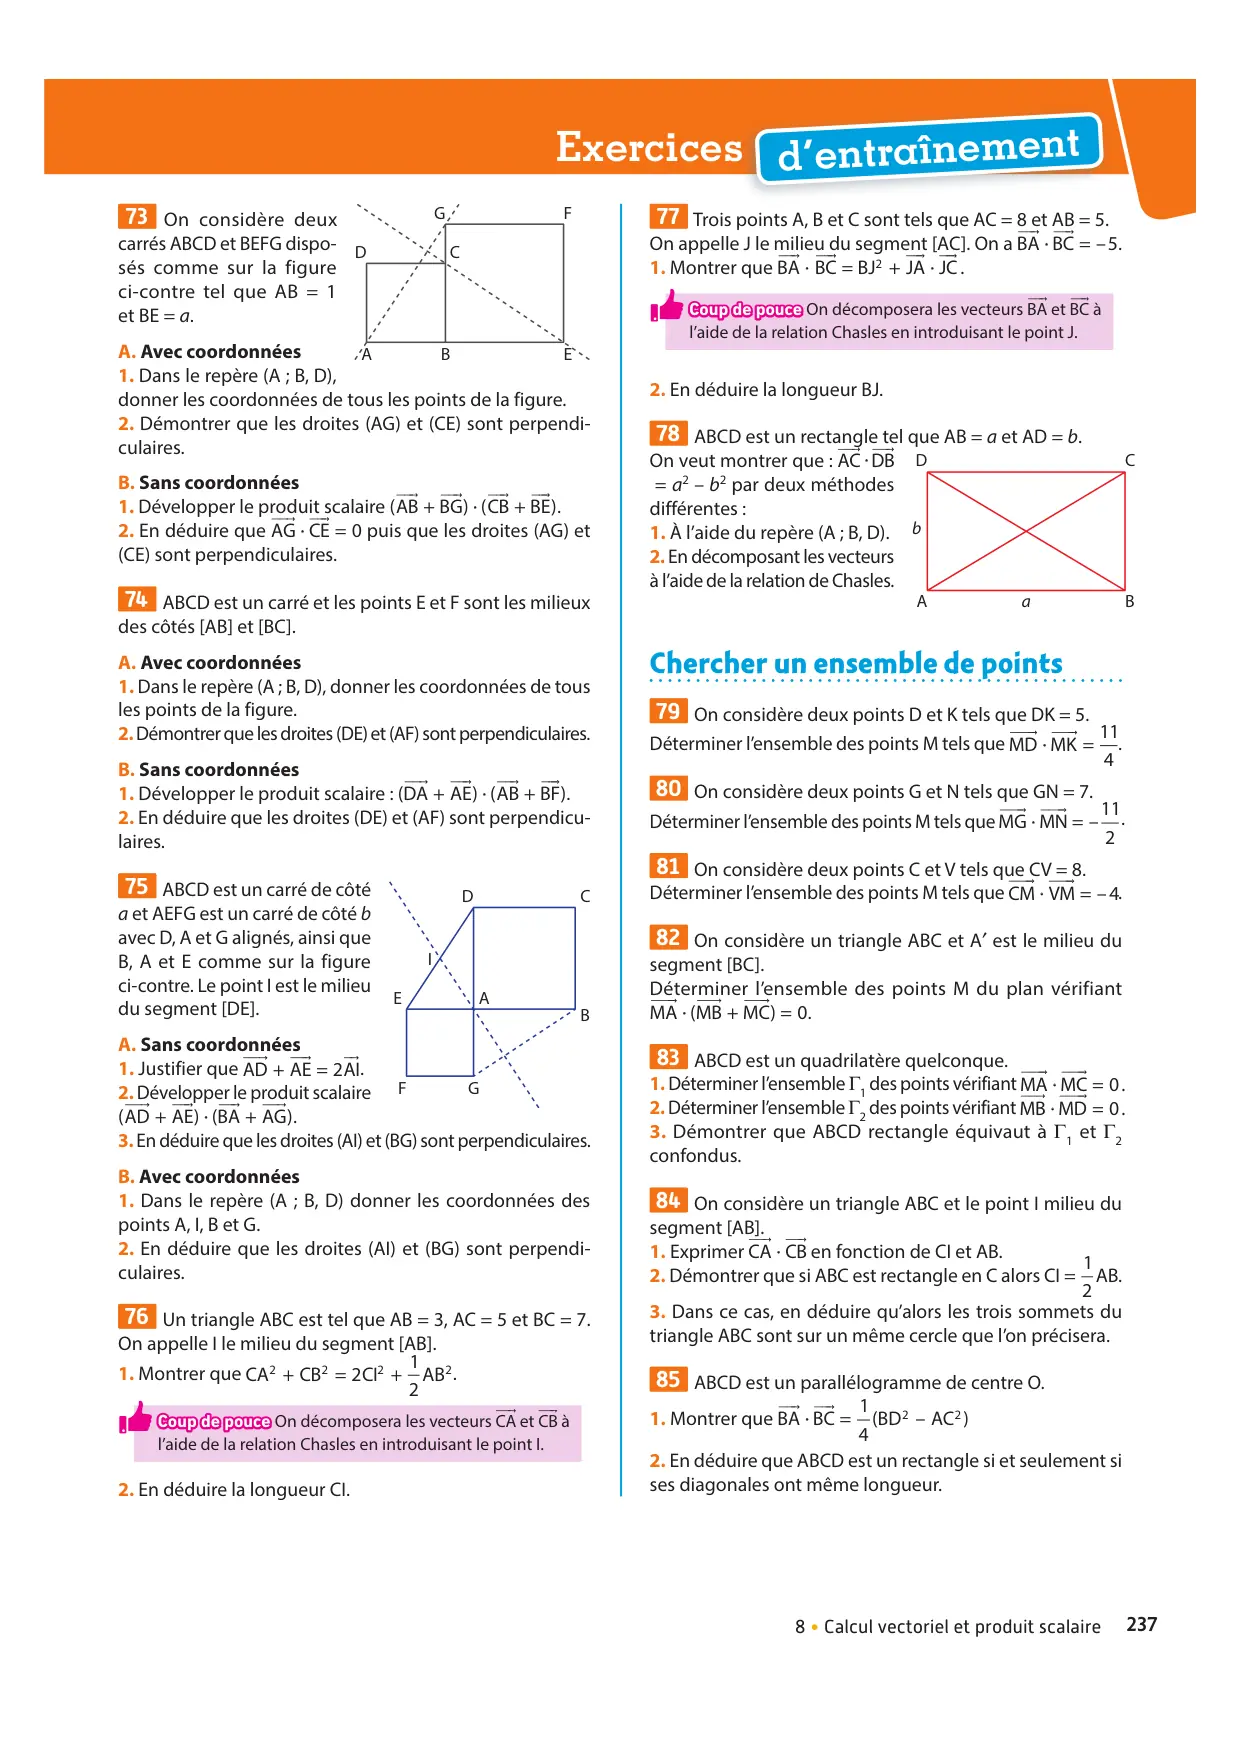 Exercices d'entraînement
73 On considère deux
carrés ABCD et BEFG dispo-
sés comme sur la figure
ci-contre tel que AB = 1
et BE = a.
G F
D C
A B E
A. Avec coordonnées
1. Dans le repère (A ; B, D),
donner les coordonnées de tous les points de la figure.
2. Démontrer que les droites (AG) et (CE) sont perpendi-
culaires.
B. Sans coordonnées
1. Développer le produit scalaire (AB⃗ + BG⃗) · (CB⃗ + BE⃗).
2. En déduire que AG⃗ · CE⃗ = 0 puis que les droites (AG) et
(CE) sont perpendiculaires.
74 ABCD est un carré et les points E et F sont les milieux
des côtés [AB] et [BC].
A. Avec coordonnées
1. Dans le repère (A ; B, D), donner les coordonnées de tous
les points de la figure.
2. Démontrer que les droites (DE) et (AF) sont perpendiculaires.
B. Sans coordonnées
1. Développer le produit scalaire : (DA⃗ + AE⃗) · (AB⃗ + BF⃗).
2. En déduire que les droites (DE) et (AF) sont perpendicu-
laires.
75 ABCD est un carré de côté
a et AEFG est un carré de côté b
avec D, A et G alignés, ainsi que
B, A et E comme sur la figure
ci-contre. Le point I est le milieu
du segment [DE].
D C
I
E A
B
F G
A. Sans coordonnées
1. Justifier que AD⃗ + AE⃗ = 2AI⃗.
2. Développer le produit scalaire
(AD⃗ + AE⃗) · (BA⃗ + AG⃗).
3. En déduire que les droites (AI) et (BG) sont perpendiculaires.
B. Avec coordonnées
1. Dans le repère (A ; B, D) donner les coordonnées des
points A, I, B et G.
2. En déduire que les droites (AI) et (BG) sont perpendi-
culaires.
76 Un triangle ABC est tel que AB = 3, AC = 5 et BC = 7.
On appelle I le milieu du segment [AB].
1. Montrer que CA² + CB² = 2CI² + 1/2 AB².
Coup de pouce On décomposera les vecteurs CA⃗ et CB⃗ à
l'aide de la relation Chasles en introduisant le point I.
2. En déduire la longueur CI.
77 Trois points A, B et C sont tels que AC = 8 et AB = 5.
On appelle J le milieu du segment [AC]. On a BA⃗ · BC⃗ = –5.
1. Montrer que BA⃗ · BC⃗ = BJ² + JA⃗ · JC⃗.
Coup de pouce On décomposera les vecteurs BA⃗ et BC⃗ à
l'aide de la relation Chasles en introduisant le point J.
2. En déduire la longueur BJ.
78 ABCD est un rectangle tel que AB = a et AD = b.
On veut montrer que : AC⃗ · DB⃗
= a² – b² par deux méthodes
différentes :
1. À l'aide du repère (A ; B, D).
2. En décomposant les vecteurs
à l'aide de la relation de Chasles.
D C
b
A a B
Chercher un ensemble de points
79 On considère deux points D et K tels que DK = 5.
Déterminer l'ensemble des points M tels que MD⃗ · MK⃗ = 11/4.
80 On considère deux points G et N tels que GN = 7.
Déterminer l'ensemble des points M tels que MG⃗ · MN⃗ = –11/2.
81 On considère deux points C et V tels que CV = 8.
Déterminer l'ensemble des points M tels que CM⃗ · VM⃗ = –4.
82 On considère un triangle ABC et A′ est le milieu du
segment [BC].
Déterminer l'ensemble des points M du plan vérifiant
MA⃗ · (MB⃗ + MC⃗) = 0.
83 ABCD est un quadrilatère quelconque.
1. Déterminer l'ensemble Γ₁ des points vérifiant MA⃗ · MC⃗ = 0.
2. Déterminer l'ensemble Γ₂ des points vérifiant MB⃗ · MD⃗ = 0.
3. Démontrer que ABCD rectangle équivaut à Γ₁ et Γ₂
confondus.
84 On considère un triangle ABC et le point I milieu du
segment [AB].
1. Exprimer CA⃗ · CB⃗ en fonction de CI et AB.
2. Démontrer que si ABC est rectangle en C alors CI = 1/2 AB.
3. Dans ce cas, en déduire qu'alors les trois sommets du
triangle ABC sont sur un même cercle que l'on précisera.
85 ABCD est un parallélogramme de centre O.
1. Montrer que BA⃗ · BC⃗ = 1/4 (BD² – AC²)
2. En déduire que ABCD est un rectangle si et seulement si
ses diagonales ont même longueur.
8 • Calcul vectoriel et produit scalaire 237